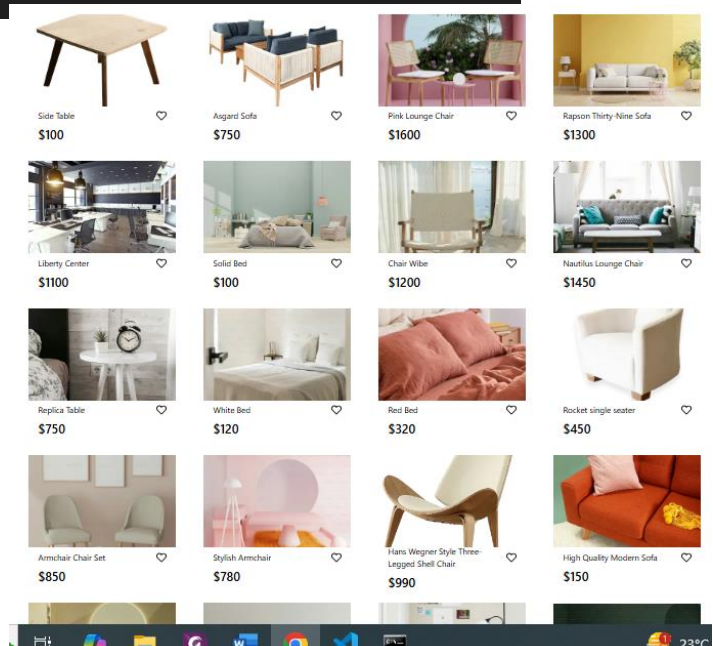 Side Table
$100
Asgard Sofa
$750
Pink Lounge Chair
$1600
Rapson Thirty-Nine Sofa
$1300
Liberty Center
$1100
Solid Bed
$100
Chair Wibe
$1200
Nautilus Lounge Chair
$1450
Replica Table
$750
White Bed
$120
Red Bed
$320
Rocket single seater
$450
Armchair Chair Set
$850
Stylish Armchair
$780
Hans Wegner Style Three-
Legged Shell Chair
$990
High Quality Modern Sofa
$150
1
23°C